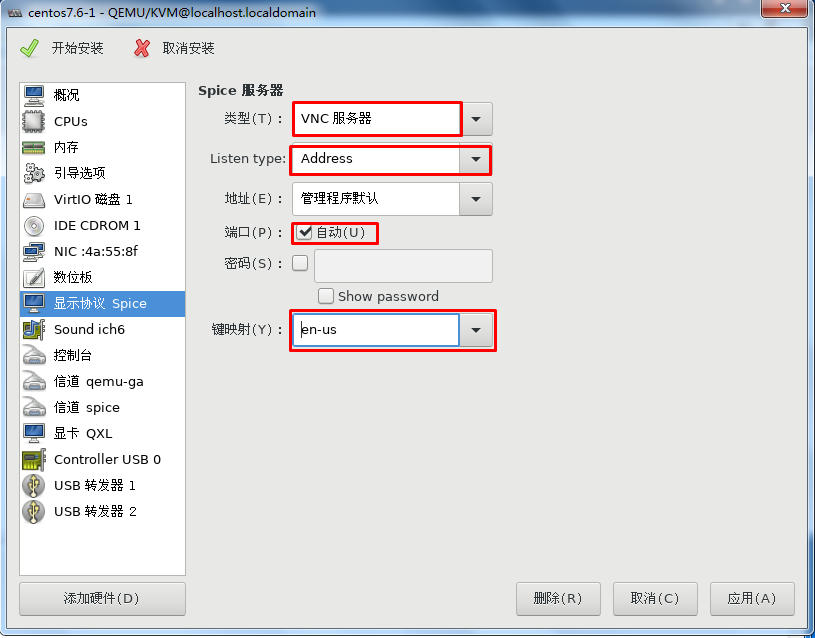 centos7.6-1 - QEMU/KVM@localhost.localdomain
开始安装 取消安装
概况
CPUs
内存
引导选项
VirtIO 磁盘 1
IDE CDROM 1
NIC :4a:55:8f
数位板
显示协议 Spice
Sound ich6
控制台
信道 qemu-ga
信道 spice
显卡 QXL
Controller USB 0
USB 转发器 1
USB 转发器 2
添加硬件(D)
Spice 服务器
类型(T) : VNC 服务器
Listen type: Address
地址(E) : 管理程序默认
端口(P) : 自动(U)
密码(S) :
Show password
键映射(Y) : en-us
删除(R) 取消(C) 应用(A)